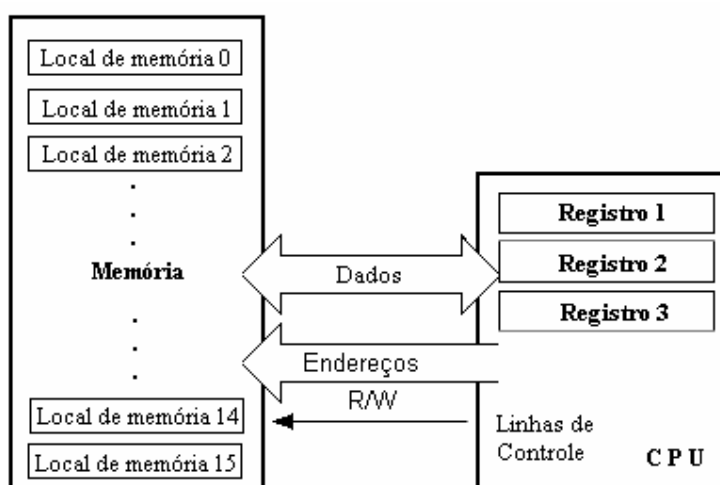 Local de memória 0
Local de memória 1
Local de memória 2
Memória
Local de memória 14
Local de memória 15
Dados
Endereços
R/W
Registro 1
Registro 2
Registro 3
Linhas de
Controle
CPU